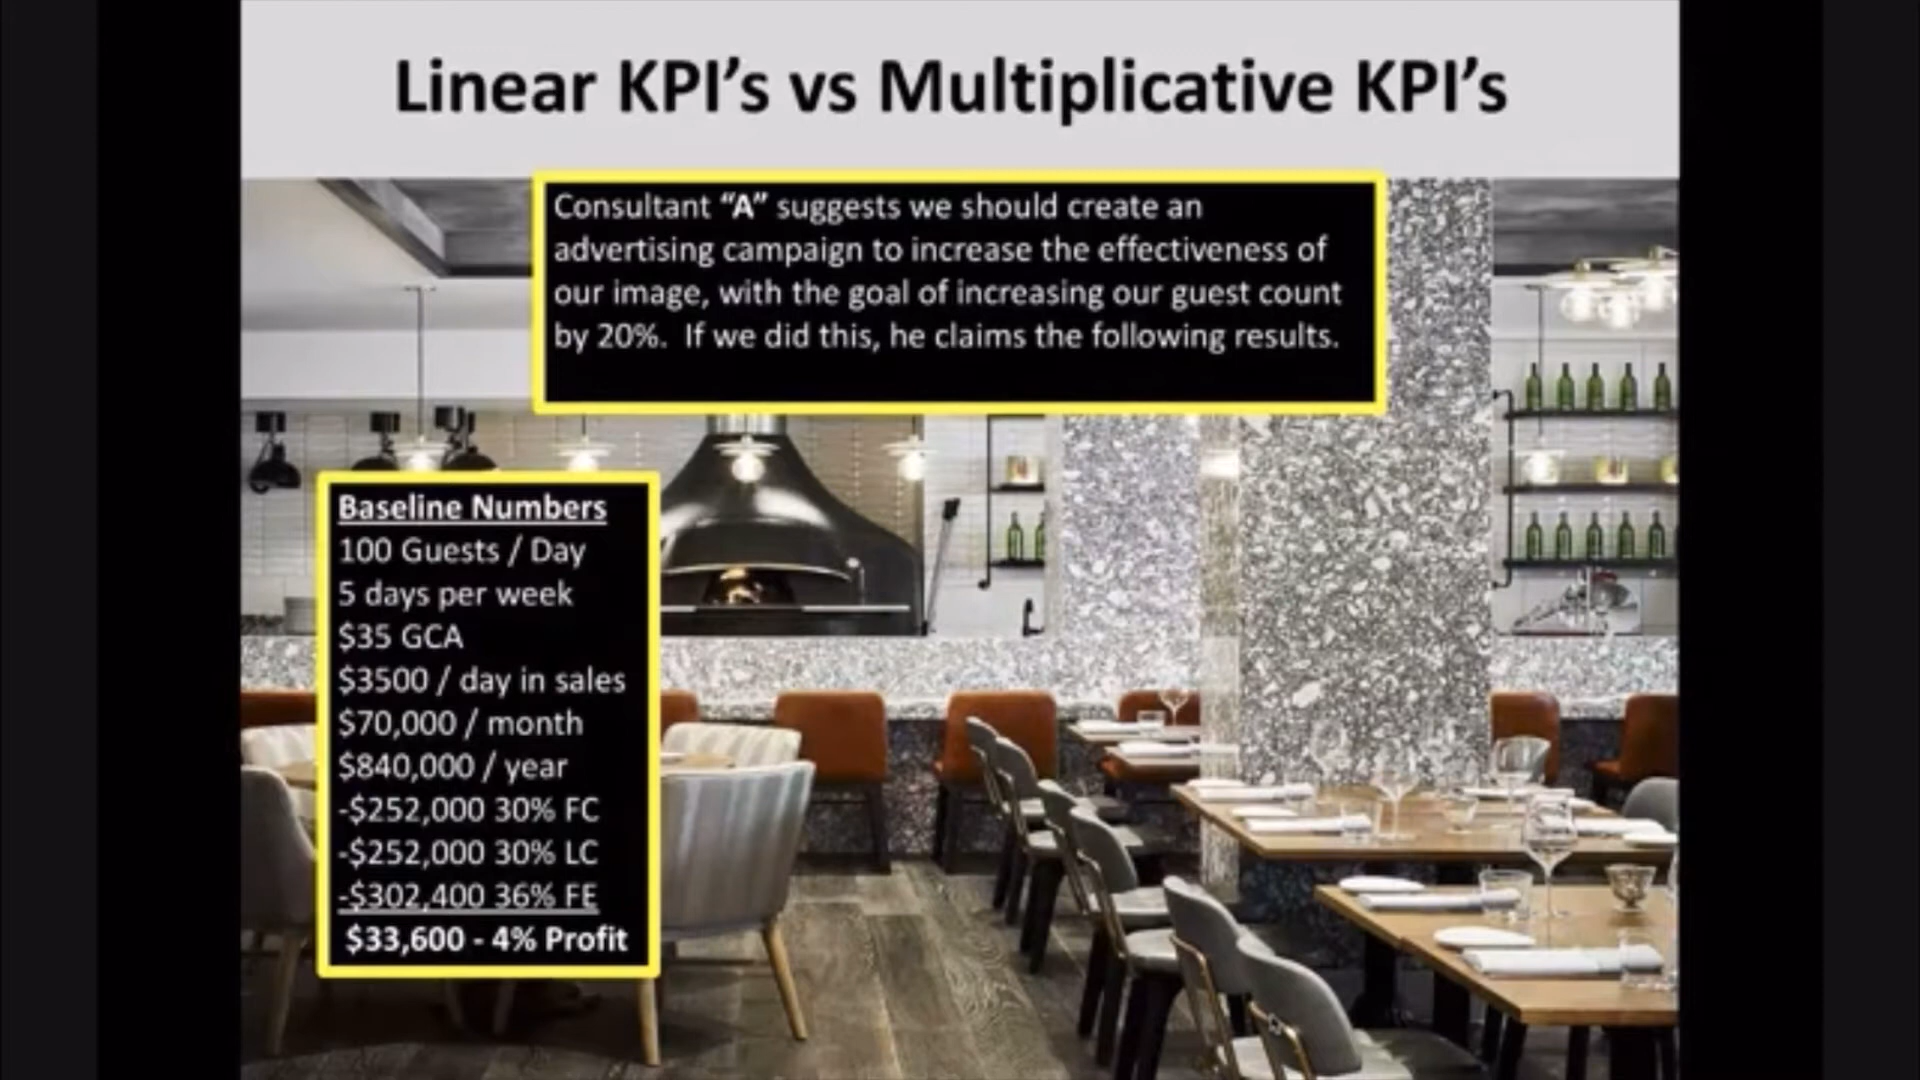 Linear KPI’s vs Multiplicative KPI’s
Consultant “A” suggests we should create an
advertising campaign to increase the effectiveness of
our image, with the goal of increasing our guest count
by 20%.  If we did this, he claims the following results.
Baseline Numbers
100 Guests / Day
5 days per week
$35 GCA
$3500 / day in sales
$70,000 / month
$840,000 / year
-$252,000 30% FC
-$252,000 30% LC
-$302,400 36% FE
$33,600 - 4% Profit